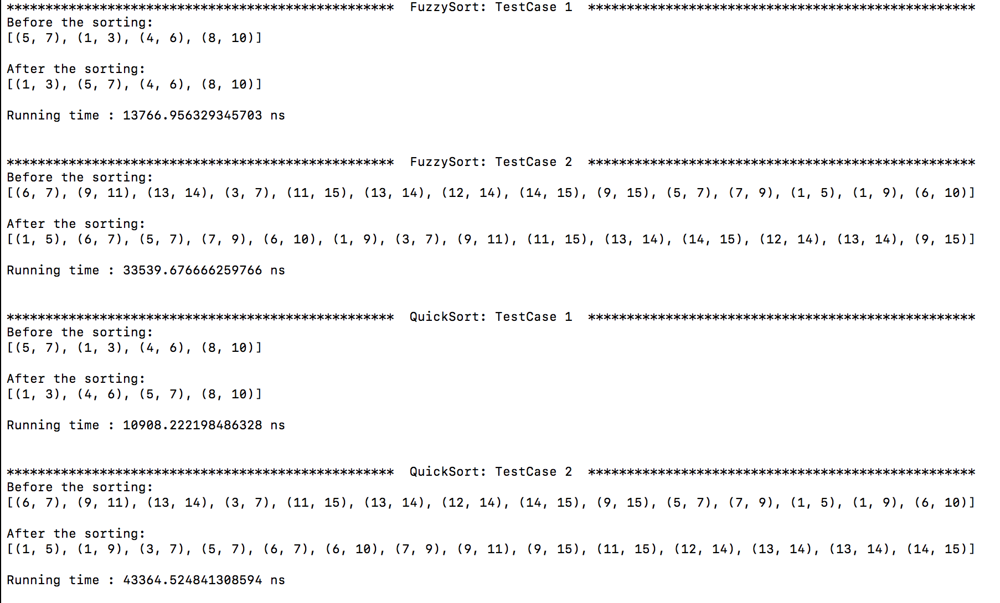 **************************************************  FuzzySort: TestCase 1  **************************************************
Before the sorting:
[(5, 7), (1, 3), (4, 6), (8, 10)]
After the sorting:
[(1, 3), (5, 7), (4, 6), (8, 10)]
Running time : 13766.956329345703 ns
**************************************************  FuzzySort: TestCase 2  **************************************************
Before the sorting:
[(6, 7), (9, 11), (13, 14), (3, 7), (11, 15), (13, 14), (12, 14), (14, 15), (9, 15), (5, 7), (7, 9), (1, 5), (1, 9), (6, 10)]
After the sorting:
[(1, 5), (6, 7), (5, 7), (7, 9), (6, 10), (1, 9), (3, 7), (9, 11), (11, 15), (13, 14), (14, 15), (12, 14), (13, 14), (9, 15)]
Running time : 33539.676666259766 ns
**************************************************  QuickSort: TestCase 1  **************************************************
Before the sorting:
[(5, 7), (1, 3), (4, 6), (8, 10)]
After the sorting:
[(1, 3), (4, 6), (5, 7), (8, 10)]
Running time : 10908.222198486328 ns
**************************************************  QuickSort: TestCase 2  **************************************************
Before the sorting:
[(6, 7), (9, 11), (13, 14), (3, 7), (11, 15), (13, 14), (12, 14), (14, 15), (9, 15), (5, 7), (7, 9), (1, 5), (1, 9), (6, 10)]
After the sorting:
[(1, 5), (1, 9), (3, 7), (5, 7), (6, 7), (6, 10), (7, 9), (9, 11), (9, 15), (11, 15), (12, 14), (13, 14), (13, 14), (14, 15)]
Running time : 43364.524841308594 ns